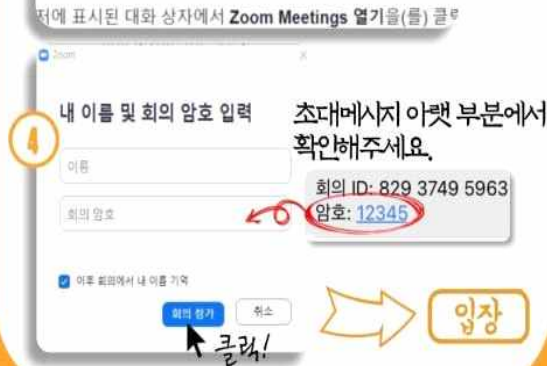 저에 표시된 대화 상자에서 Zoom Meetings 열기을(를) 클릭
Zoom
4
내 이름 및 회의 암호 입력
이름
회의 암호
이후 회의에서 내 이름 기억
회의 참가
취소
클릭!
초대메시지 아랫 부분에서
확인해주세요.
회의 ID: 829 3749 5963
암호: 12345
입장